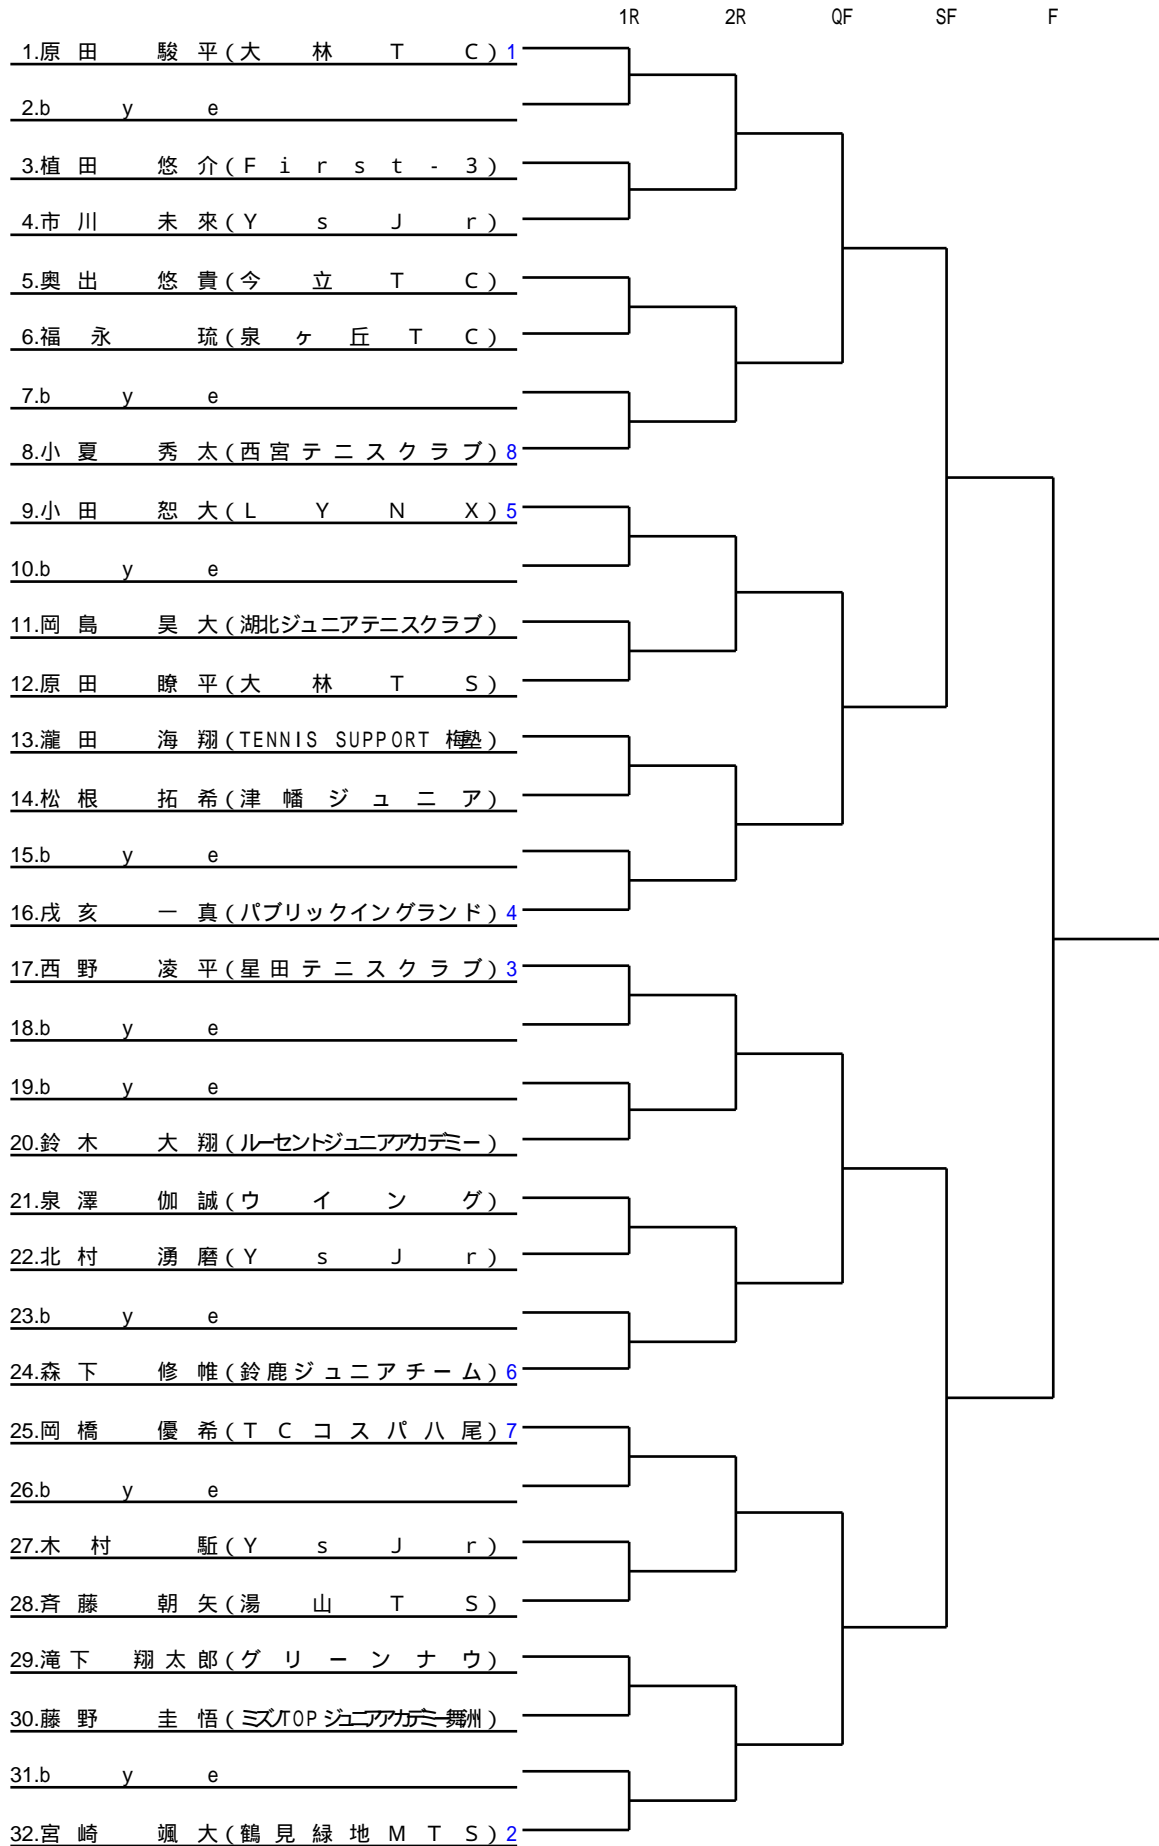 1R 2R QF SF F
1.原田 駿平(大林TC) 1
2.bye
3.植田 悠介(First-3)
4.市川 未來(YsJr)
5.奥出 悠貴(今立TC)
6.福永 琉(泉ヶ丘TC)
7.bye
8.小夏 秀太(西宮テニスクラブ) 8
9.小田 恕大(LYNX) 5
10.bye
11.岡島 昊大(湖北ジュニアテニスクラブ)
12.原田 瞭平(大林TS)
13.瀧田 海翔(TENNIS SUPPORT 梅塾)
14.松根 拓希(津幡ジュニア)
15.bye
16.戌亥 一真(パブリックイングランド) 4
17.西野 凌平(星田テニスクラブ) 3
18.bye
19.bye
20.鈴木 大翔(ルーセントジュニアアカデミー)
21.泉澤 伽誠(ウイング)
22.北村 湧磨(YsJr)
23.bye
24.森下 修帷(鈴鹿ジュニアチーム) 6
25.岡橋 優希(TCコスパ八尾) 7
26.bye
27.木村 駈(YsJr)
28.斉藤 朝矢(湯山TS)
29.滝下 翔太郎(グリーンナウ)
30.藤野 圭悟(ミズノTOPジュニアアカデミー舞洲)
31.bye
32.宮崎 颯大(鶴見緑地MTS) 2